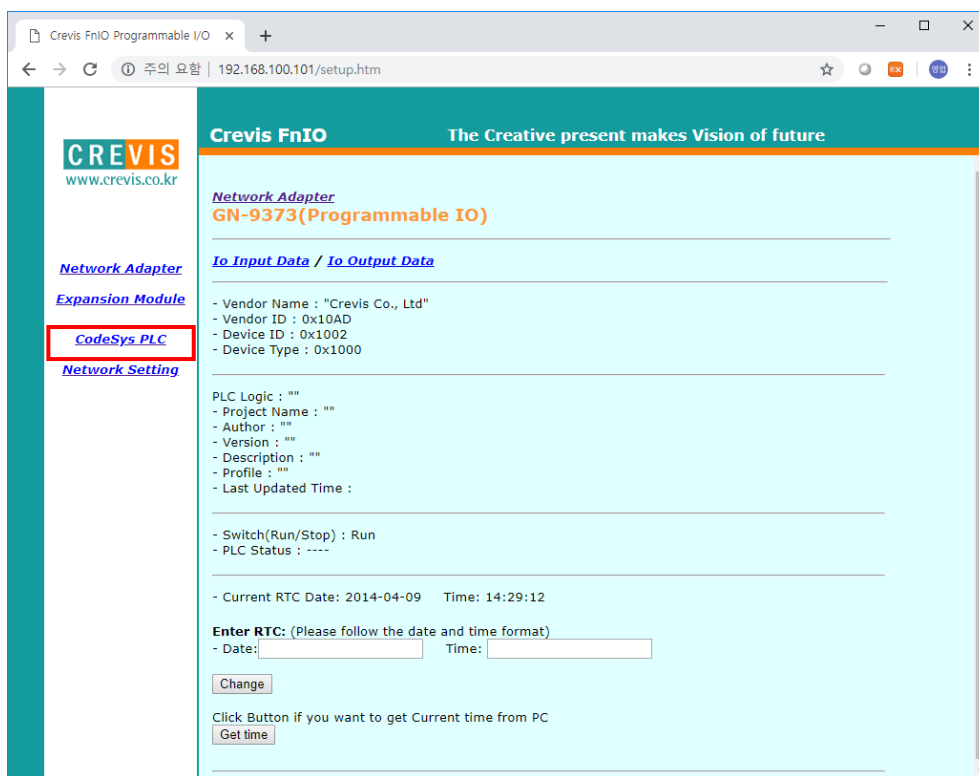 Crevis FnIO Programmable I/O
주의 요함 | 192.168.100.101/setup.htm
EX
영업
CREVIS
www.crevis.co.kr
Network Adapter
Expansion Module
CodeSys PLC
Network Setting
Crevis FnIO The Creative present makes Vision of future
Network Adapter
GN-9373(Programmable IO)
Io Input Data / Io Output Data
- Vendor Name : "Crevis Co., Ltd"
- Vendor ID : 0x10AD
- Device ID : 0x1002
- Device Type : 0x1000
PLC Logic : ""
- Project Name : ""
- Author : ""
- Version : ""
- Description : ""
- Profile : ""
- Last Updated Time :
- Switch(Run/Stop) : Run
- PLC Status : ----
- Current RTC Date: 2014-04-09 Time: 14:29:12
Enter RTC: (Please follow the date and time format)
- Date: Time:
Change
Click Button if you want to get Current time from PC
Get time